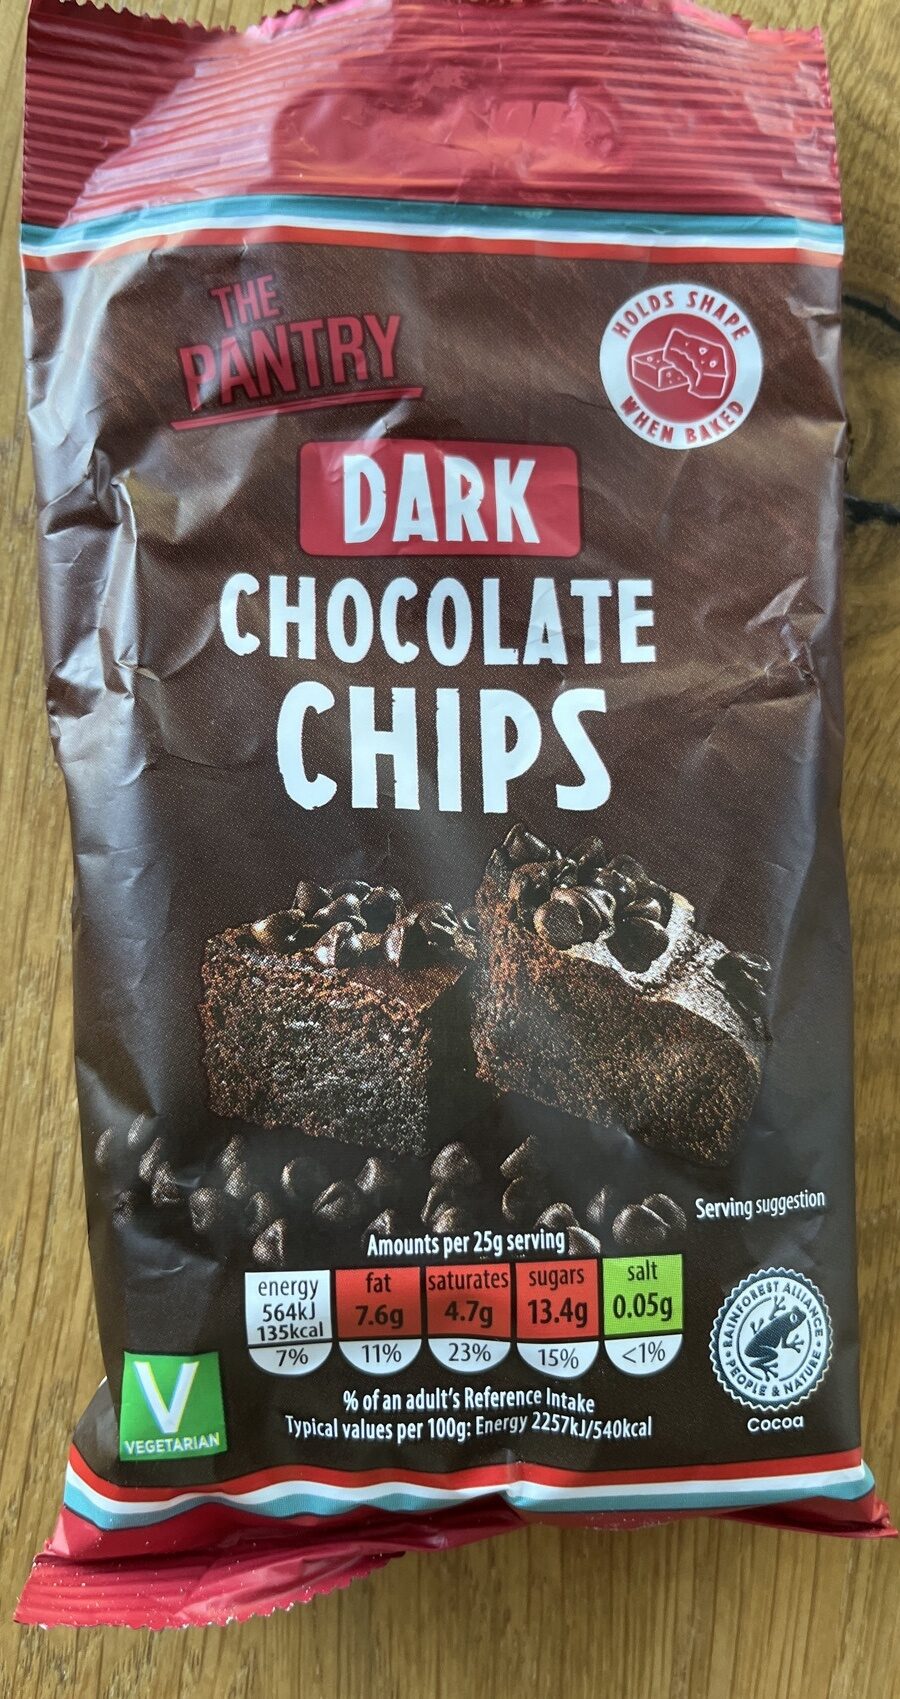 THE
PANTRY
HOLDS SHAPE
WHEN BAKED
DARK
CHOCOLATE
CHIPS
Serving suggestion
Amounts per 25g serving
energy fat saturates sugars salt
564kJ 7.6g 4.7g 13.4g 0.05g
135kcal
7% 11% 23% 15% <1%
% of an adult's Reference Intake
Typical values per 100g: Energy 2257kJ/540kcal
V
VEGETARIAN
RAINFOREST ALLIANCE
PEOPLE & NATURE
Cocoa